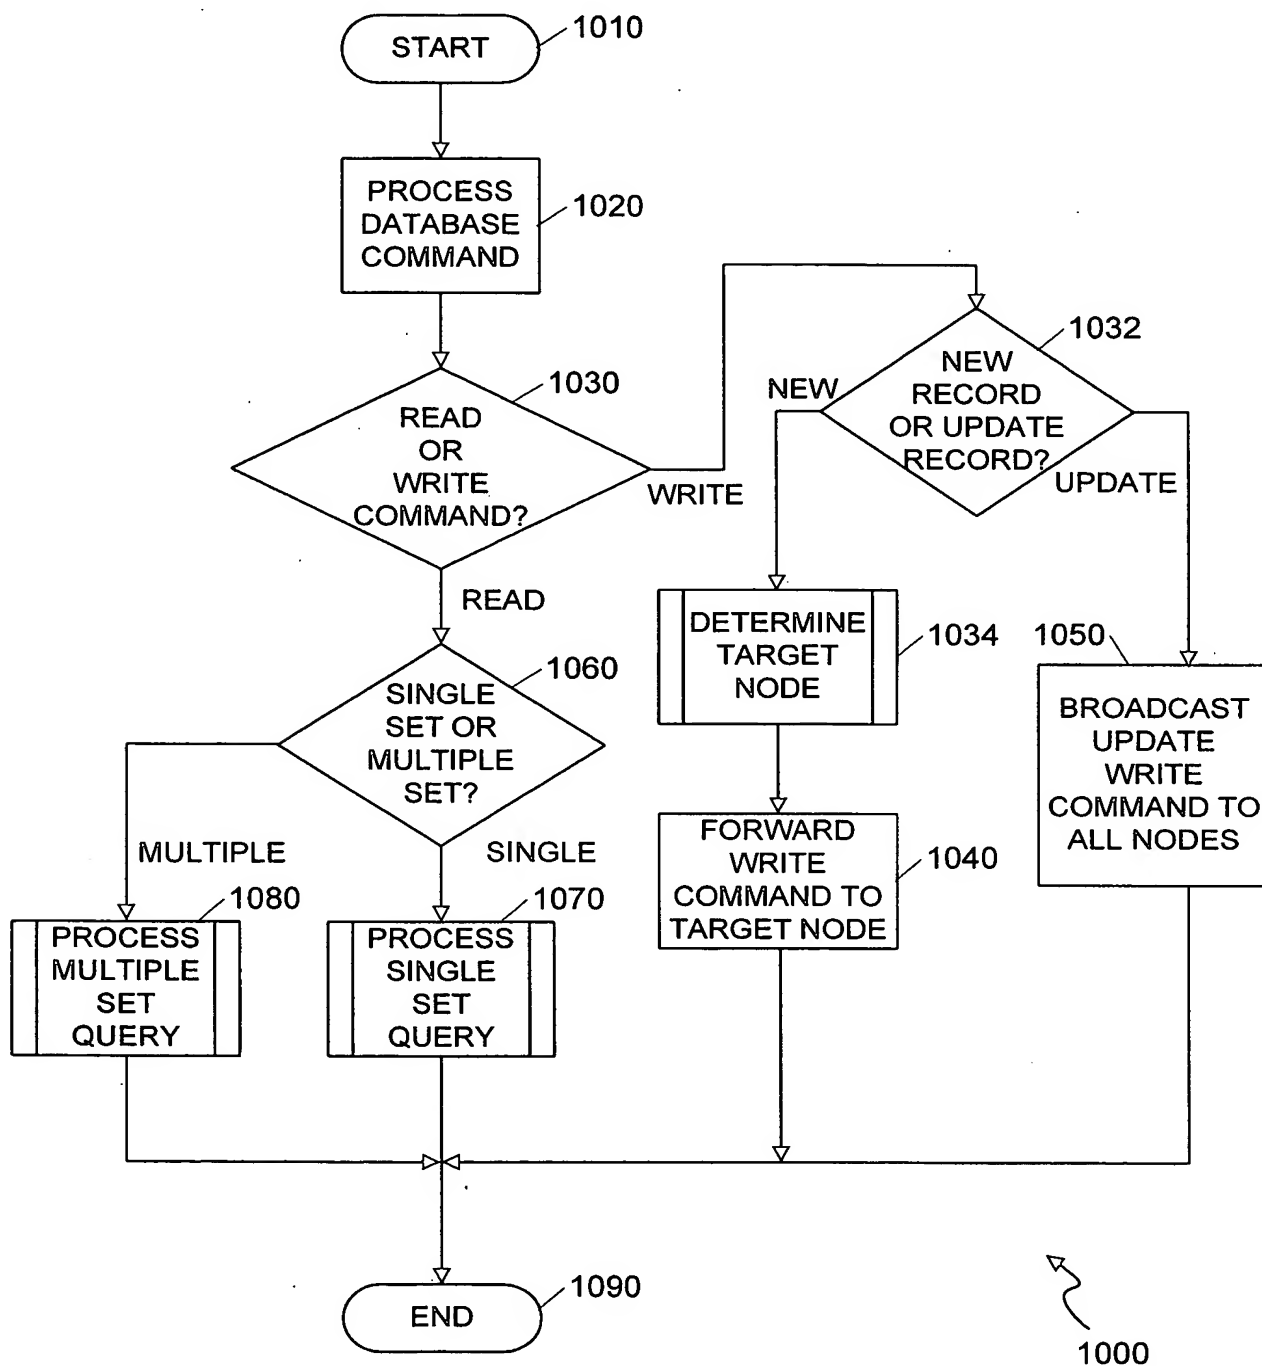 START
1010
PROCESS
DATABASE
COMMAND
1020
READ
OR
WRITE
COMMAND?
1030
WRITE
READ
NEW
RECORD
OR UPDATE
RECORD?
1032
NEW
UPDATE
DETERMINE
TARGET
NODE
1034
FORWARD
WRITE
COMMAND TO
TARGET NODE
1040
1050
BROADCAST
UPDATE
WRITE
COMMAND TO
ALL NODES
SINGLE
SET OR
MULTIPLE
SET?
1060
MULTIPLE
SINGLE
1080
PROCESS
MULTIPLE
SET
QUERY
1070
PROCESS
SINGLE
SET
QUERY
END
1090
1000